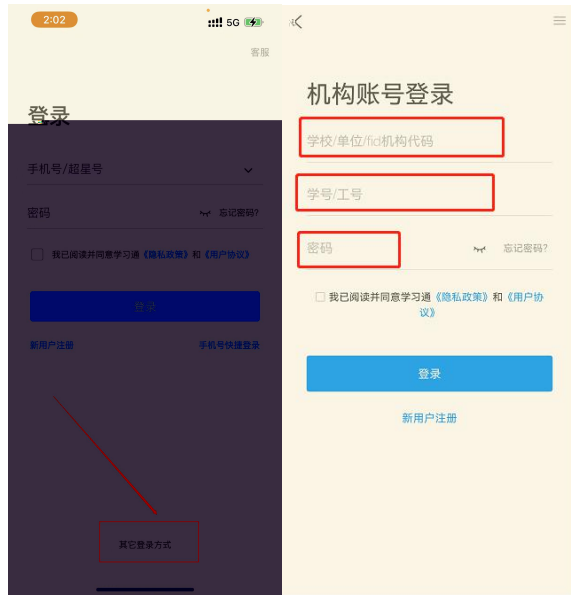 2:02
5G
客服
登录
手机号/超星号
密码
忘记密码?
我已阅读并同意学习通《隐私政策》和《用户协议》
登录
新用户注册
手机号快捷登录
其它登录方式
机构账号登录
学校/单位/fid机构代码
学号/工号
密码
忘记密码?
我已阅读并同意学习通《隐私政策》和《用户协
议》
登录
新用户注册